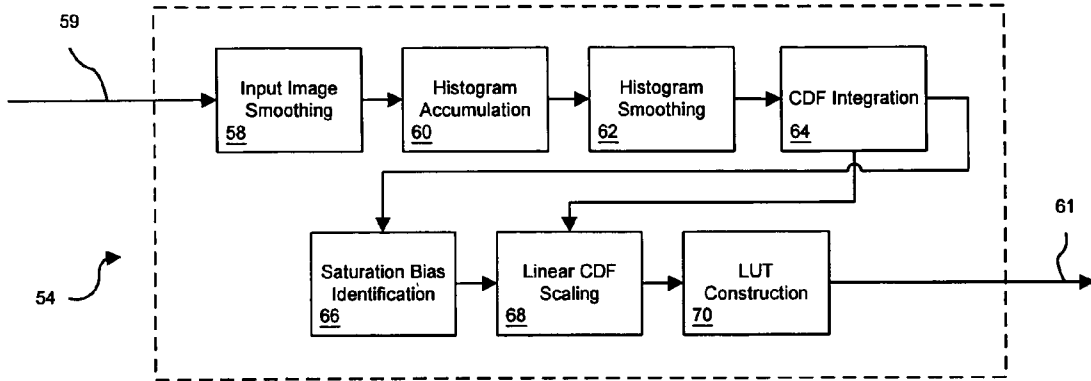 59
Input Image
Smoothing
58
Histogram
Accumulation
60
Histogram
Smoothing
62
CDF Integration
64
61
54
Saturation Bias
Identification
66
Linear CDF
Scaling
68
LUT
Construction
70